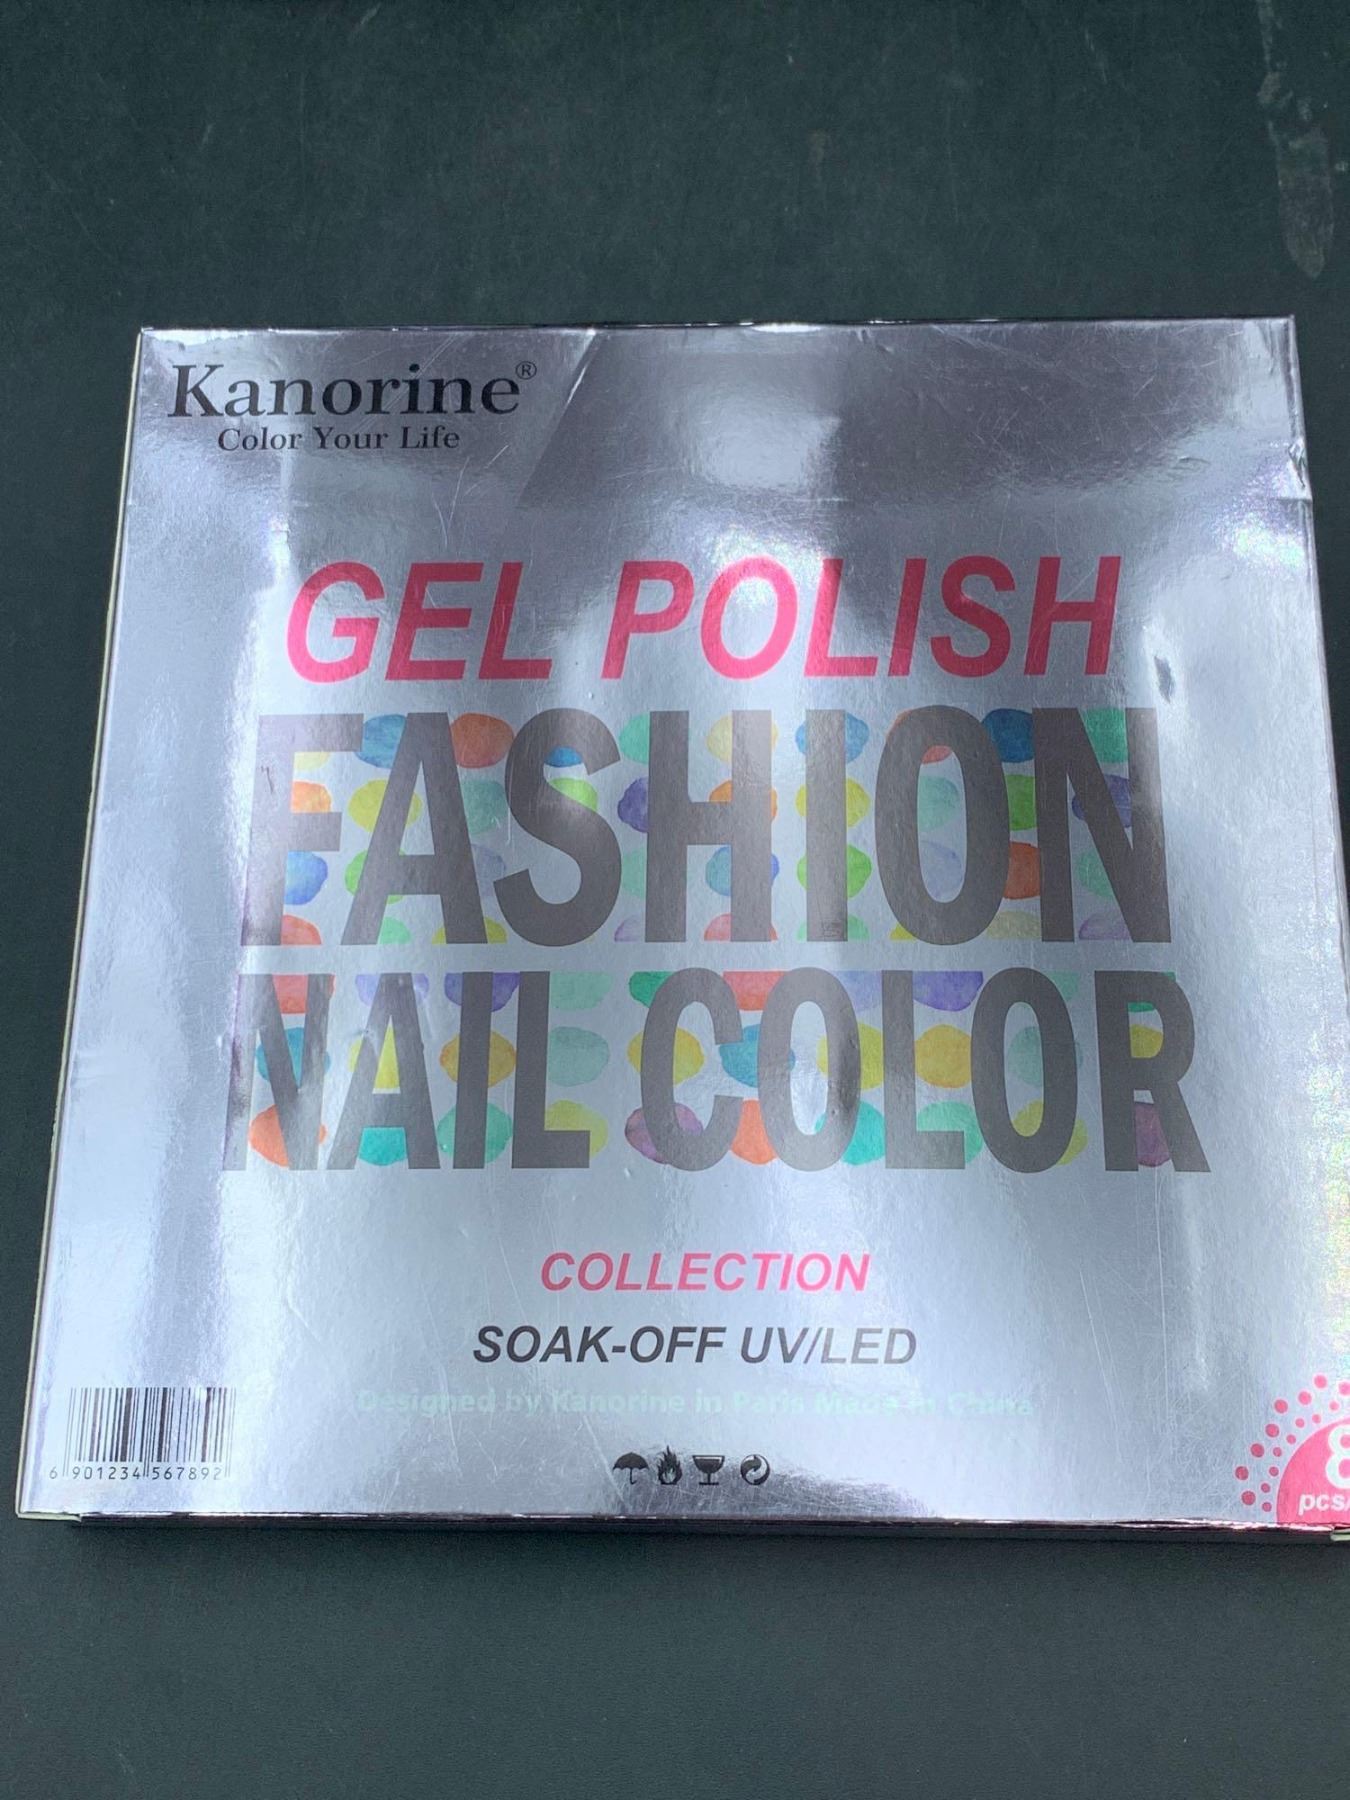 Kanorine®
Color Your Life
GEL POLISH
FASHION
NAIL COLOR
COLLECTION
SOAK-OFF UV/LED
Designed by Kanorine in Paris Made in China
6 901234 567892
8
pcs/